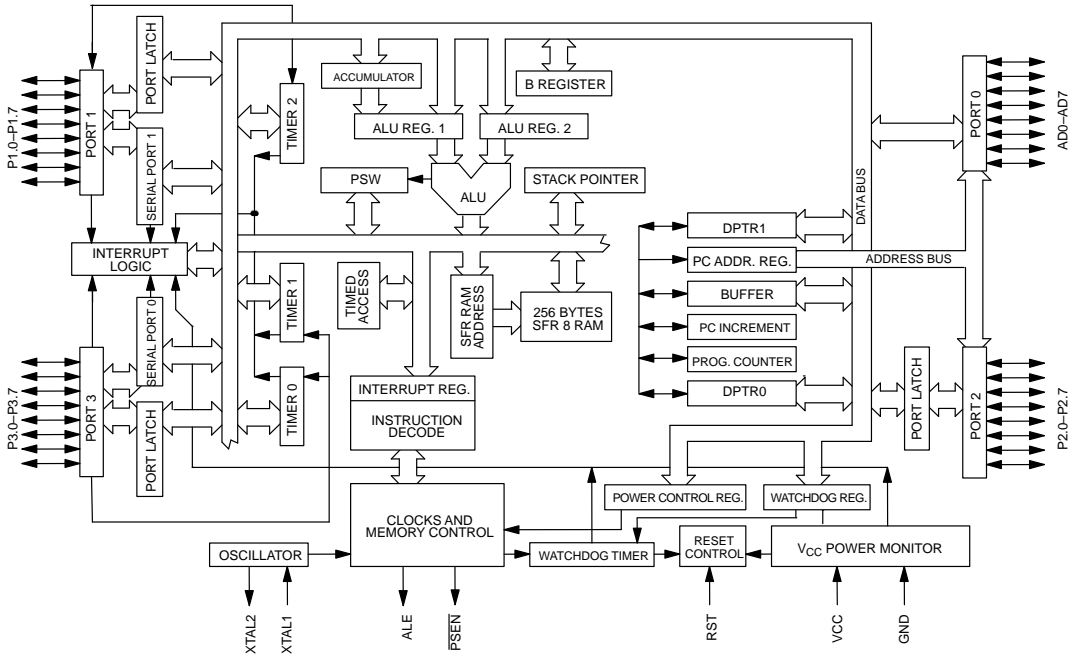 PORT LATCH
PORT 1
P1.0–P1.7
SERIAL PORT 1
INTERRUPT
LOGIC
TIMER 2
ACCUMULATOR
B REGISTER
ALU REG. 1
ALU REG. 2
PSW
ALU
STACK POINTER
DATA BUS
PORT 0
AD0–AD7
DPTR1
PC ADDR. REG.
ADDRESS BUS
BUFFER
PC INCREMENT
PROG. COUNTER
DPTR0
TIMER 1
TIMED
ACCESS
SFR RAM
ADDRESS
256 BYTES
SFR 8 RAM
SERIAL PORT 0
PORT 3
P3.0–P3.7
PORT LATCH
TIMER 0
INTERRUPT REG.
INSTRUCTION
DECODE
PORT LATCH
PORT 2
P2.0–P2.7
POWER CONTROL REG.
WATCHDOG REG.
CLOCKS AND
MEMORY CONTROL
OSCILLATOR
WATCHDOG TIMER
RESET
CONTROL
VCC POWER MONITOR
XTAL2
XTAL1
ALE
PSEN
RST
VCC
GND